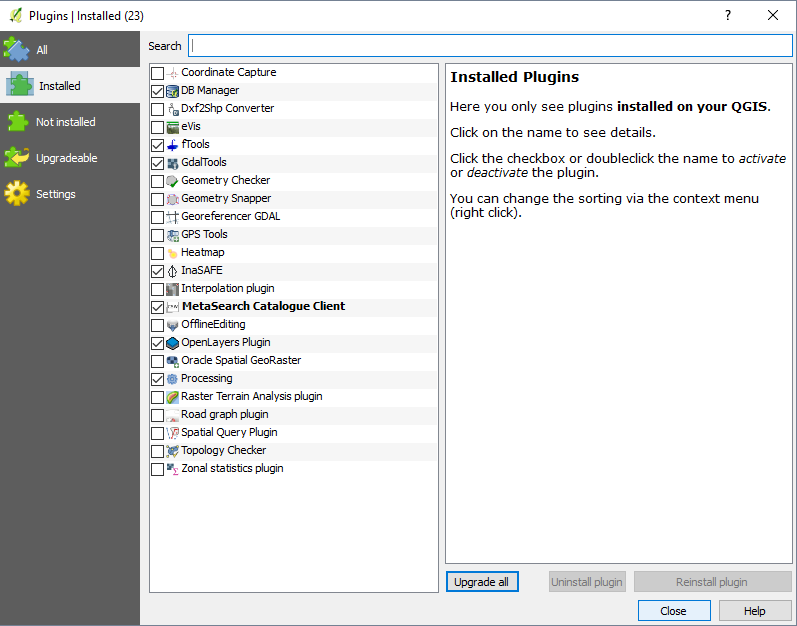 Plugins | Installed (23)
?
All
Installed
Not installed
Upgradeable
Settings
Search
Coordinate Capture
DB Manager
Dxf2Shp Converter
eVis
fTools
GdalTools
Geometry Checker
Geometry Snapper
Georeferencer GDAL
GPS Tools
Heatmap
InaSAFE
Interpolation plugin
MetaSearch Catalogue Client
OfflineEditing
OpenLayers Plugin
Oracle Spatial GeoRaster
Processing
Raster Terrain Analysis plugin
Road graph plugin
Spatial Query Plugin
Topology Checker
Zonal statistics plugin
Installed Plugins
Here you only see plugins installed on your QGIS.
Click on the name to see details.
Click the checkbox or doubleclick the name to activate
or deactivate the plugin.
You can change the sorting via the context menu
(right click).
Upgrade all
Uninstall plugin
Reinstall plugin
Close
Help